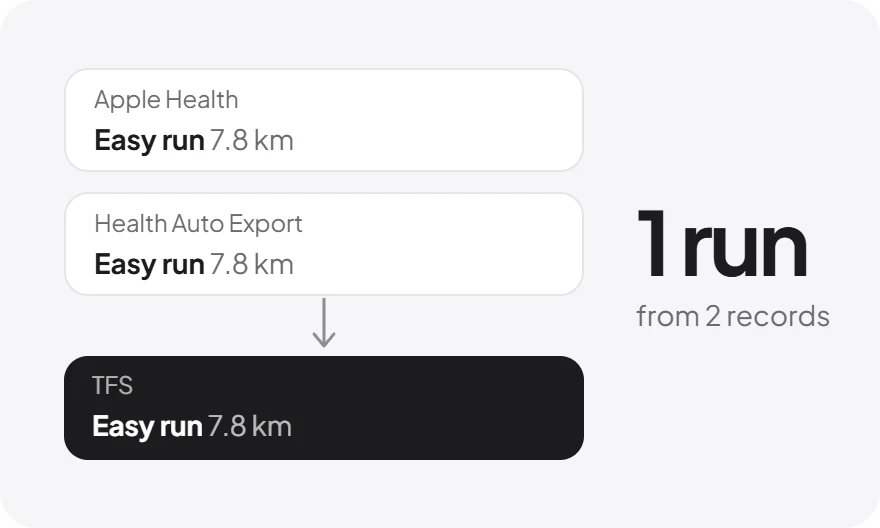 Apple Health
Easy run 7.8 km
Health Auto Export
Easy run 7.8 km
TFS
Easy run 7.8 km
1 run
from 2 records